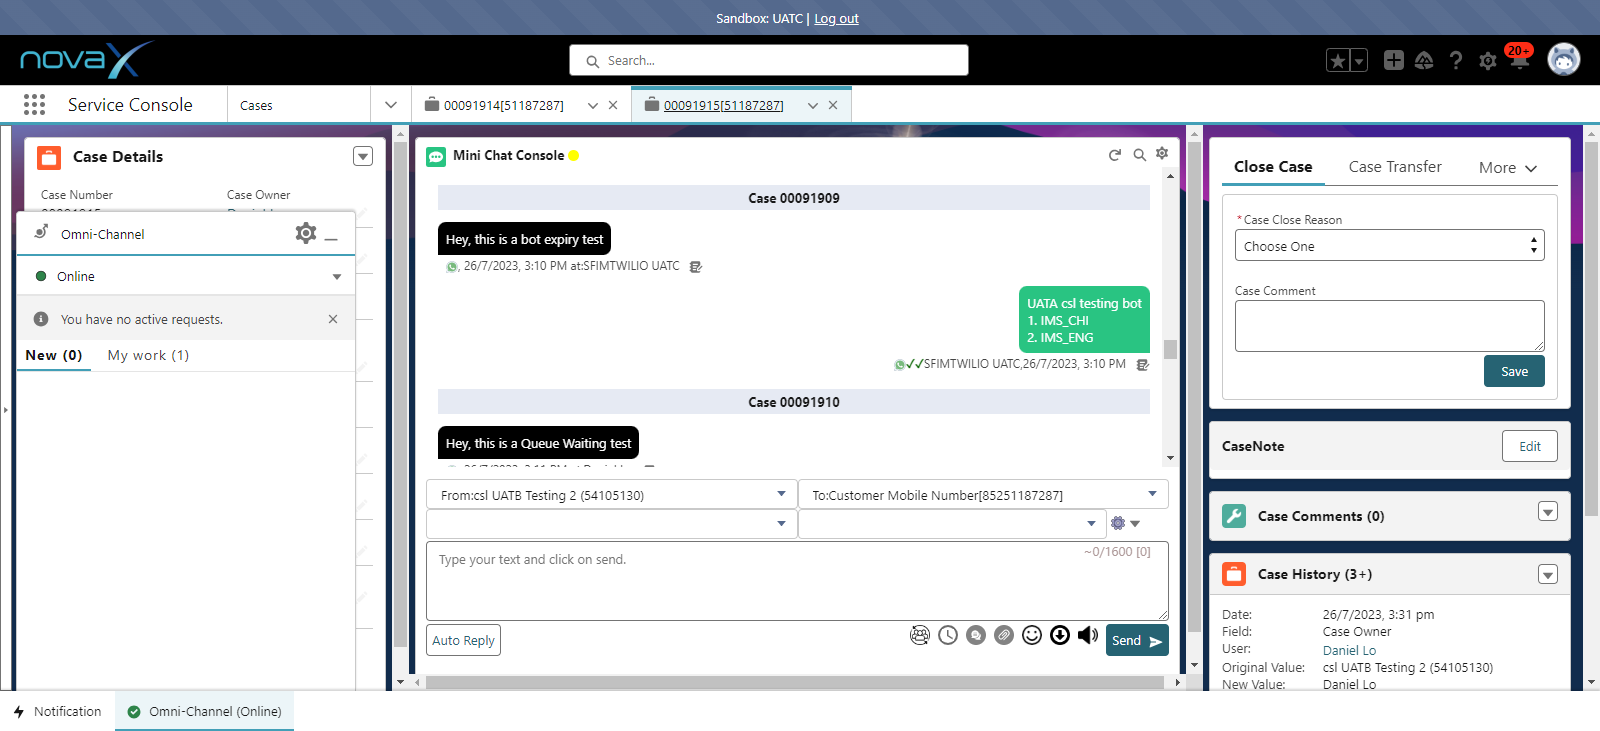 Sandbox: UATC | Log out
novaX
Search...
20+
Service Console
Cases
00091914[51187287]
00091915[51187287]
Case Details
Case Number
Case Owner
Omni-Channel
Online
You have no active requests.
New (0)
My work (1)
Mini Chat Console
Case 00091909
Hey, this is a bot expiry test
, 26/7/2023, 3:10 PM at:SFIMTWILIO UATC
UATA csl testing bot
1. IMS_CHI
2. IMS_ENG
SFIMTWILIO UATC,26/7/2023, 3:10 PM
Case 00091910
Hey, this is a Queue Waiting test
From:csl UATB Testing 2 (54105130)
To:Customer Mobile Number[85251187287]
Type your text and click on send.
~0/1600 [0]
Auto Reply
Send
Close Case
Case Transfer
More
*Case Close Reason
Choose One
Case Comment
Save
CaseNote
Edit
Case Comments (0)
Case History (3+)
Date:
26/7/2023, 3:31 pm
Field:
Case Owner
User:
Daniel Lo
Original Value:
csl UATB Testing 2 (54105130)
New Value:
Daniel Lo
Notification
Omni-Channel (Online)